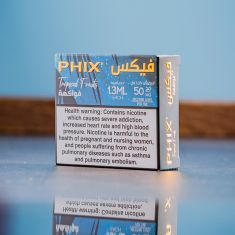 PHIX فيكس
Tropical Fruits
فواكهة
1.3ML 50
Health warning: Contains nicotine
which causes severe addiction,
increased heart rate and high blood
pressure. Nicotine is harmful to the
health of pregnant and nursing women,
and people suffering from chronic
pulmonary diseases such as asthma
and pulmonary embolism.